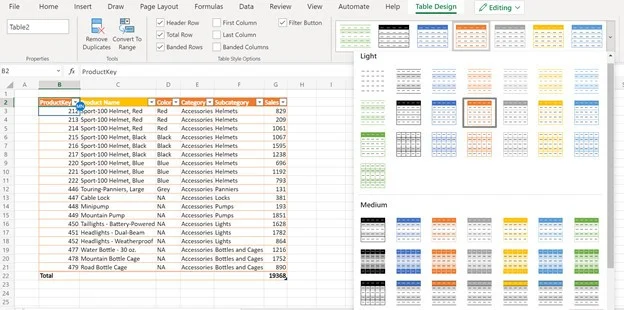 File Home Insert Draw Page Layout Formulas Data Review View Automate Help Table Design Editing
Table2
Properties
Remove Duplicates
Convert To Range
Tools
Header Row First Column Filter Button
Total Row Last Column
Banded Rows Banded Columns
Table Style Options
B2 fx ProductKey
Light
Medium
A B C D E F G H I J
1
2 ProductKey Product Name Color Category Subcategory Sales
3 212 Sport-100 Helmet, Red Red Accessories Helmets 829
4 213 Sport-100 Helmet, Red Red Accessories Helmets 209
5 214 Sport-100 Helmet, Red Red Accessories Helmets 1061
6 215 Sport-100 Helmet, Black Black Accessories Helmets 1067
7 216 Sport-100 Helmet, Black Black Accessories Helmets 1595
8 217 Sport-100 Helmet, Black Black Accessories Helmets 1238
9 220 Sport-100 Helmet, Blue Blue Accessories Helmets 696
10 221 Sport-100 Helmet, Blue Blue Accessories Helmets 1192
11 222 Sport-100 Helmet, Blue Blue Accessories Helmets 793
12 446 Touring-Panniers, Large Grey Accessories Panniers 131
13 447 Cable Lock NA Accessories Locks 381
14 448 Minipump NA Accessories Pumps 193
15 449 Mountain Pump NA Accessories Pumps 1851
16 450 Taillights - Battery-Powered NA Accessories Lights 1628
17 451 Headlights - Dual-Beam NA Accessories Lights 1782
18 452 Headlights - Weatherproof NA Accessories Lights 864
19 477 Water Bottle - 30 oz. NA Accessories Bottles and Cages 1216
20 478 Mountain Bottle Cage NA Accessories Bottles and Cages 1752
21 479 Road Bottle Cage NA Accessories Bottles and Cages 890
22 Total 19368
23
24
25